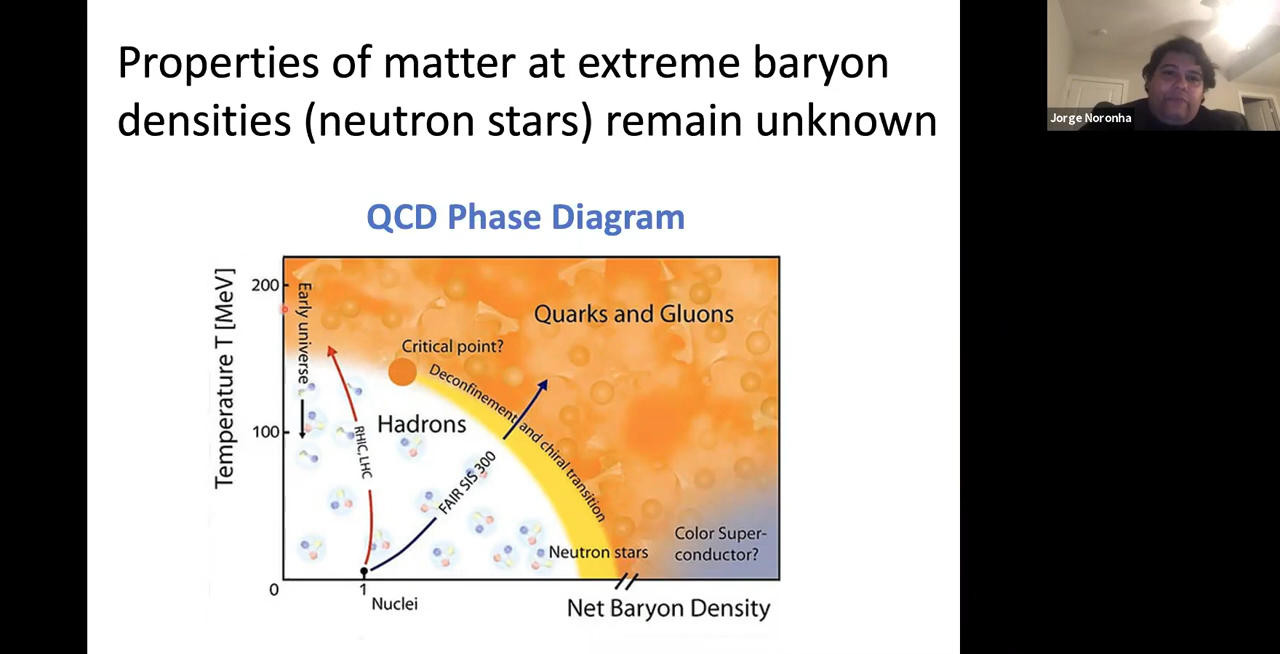 Properties of matter at extreme baryon
densities (neutron stars) remain unknown
Jorge Noronha
QCD Phase Diagram
Temperature T [MeV]
200
100
0
Early universe
Quarks and Gluons
Critical point?
Deconfinement and chiral transition
Hadrons
RHIC, LHC
FAIR SIS 300
Neutron stars
Color Super-
conductor?
1
Nuclei
Net Baryon Density